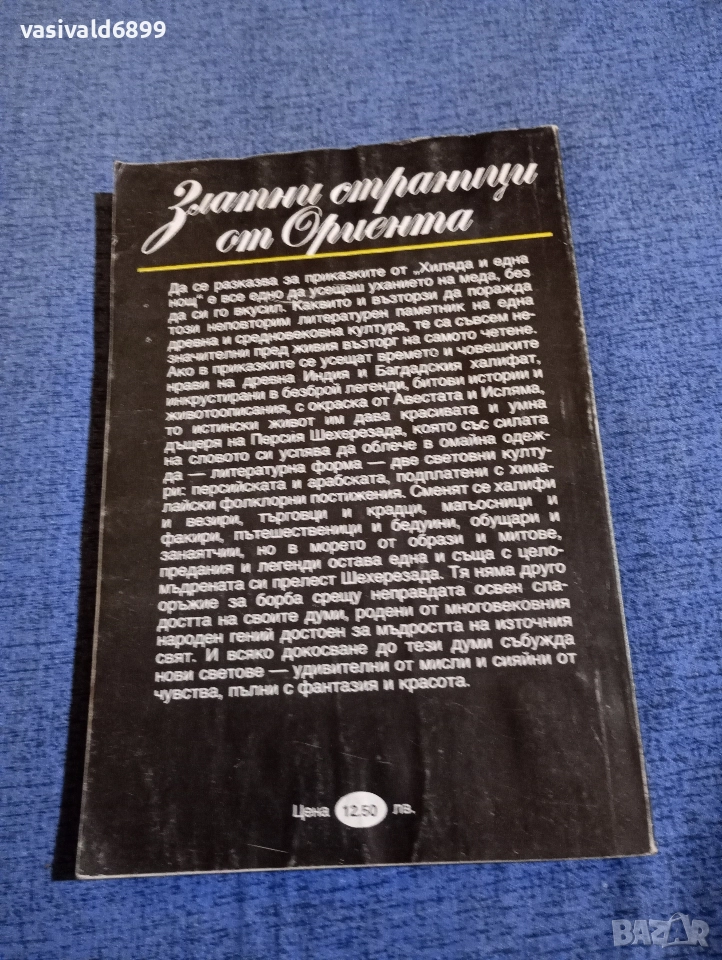 vasivald6899
Златни страници
от Ориента
Да се разказва за приказките от „Хиляда и една
нощ“ е все едно да усещаш уханието на меда, без
да си го вкусил. Каквито и възторзи да поражда
този неповторим литературен паметник на една
древна и средновековна култура, те са съвсем не-
значителни пред живия възторг на самото четене.
Ако в приказките се усещат времето и човешките
нрави на древна Индия и Багдадския халифат,
инкрустирани в безброй легенди, битови истории и
животоописания, с окраска от Авестата и Исляма,
то истински живот им дава красивата и умна
дъщеря на Персия Шехерезада, която със силата
на словото си успява да облече в омайна одеж-
да — литературна форма — две световни култу-
ри: персийската и арабската, подплатени с хима-
лайски фолклорни постижения. Сменят се халифи
и везири, търговци и крадци, магьосници и
факири, пътешественици и бедуини, обущари и
занаятчии, но в морето от образи и митове,
предания и легенди остава една и съща с цело-
мъдрената си прелест Шехерезада. Тя няма друго
оръжие за борба срещу неправдата освен сла-
достта на своите думи, родени от многовековния
народен гений достоен за мъдростта на източния
свят. И всяко докосване до тези думи събужда
нови светове — удивителни от мисли и сияйни от
чувства, пълни с фантазия и красота.
Цена 12,50 лв.
BAZAR